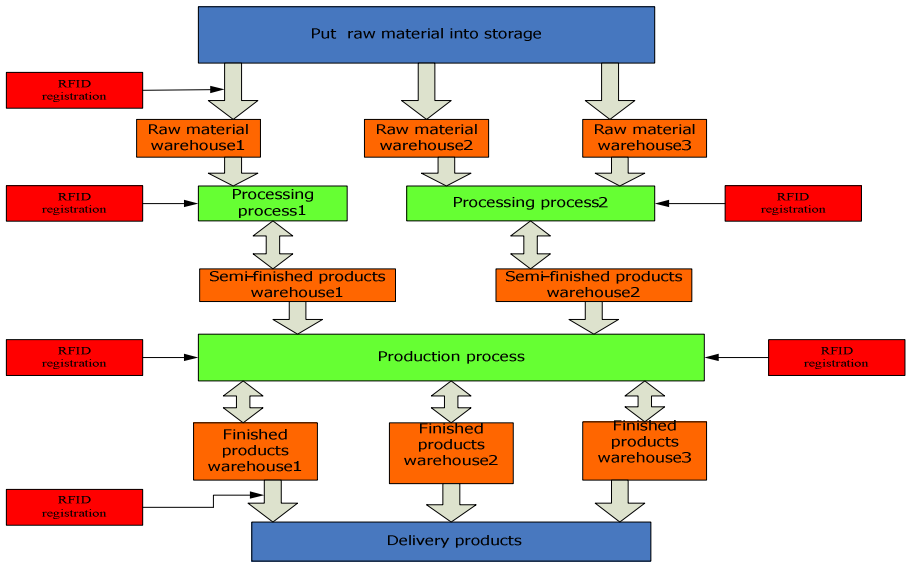 Put raw material into storage
RFID
registration
Raw material
warehouse1
Raw material
warehouse2
Raw material
warehouse3
RFID
registration
Processing
process1
Processing process2
RFID
registration
Semi-finished products
warehouse1
Semi-finished products
warehouse2
RFID
registration
Production process
RFID
registration
Finished
products
warehouse1
Finished
products
warehouse2
Finished
products
warehouse3
RFID
registration
Delivery products